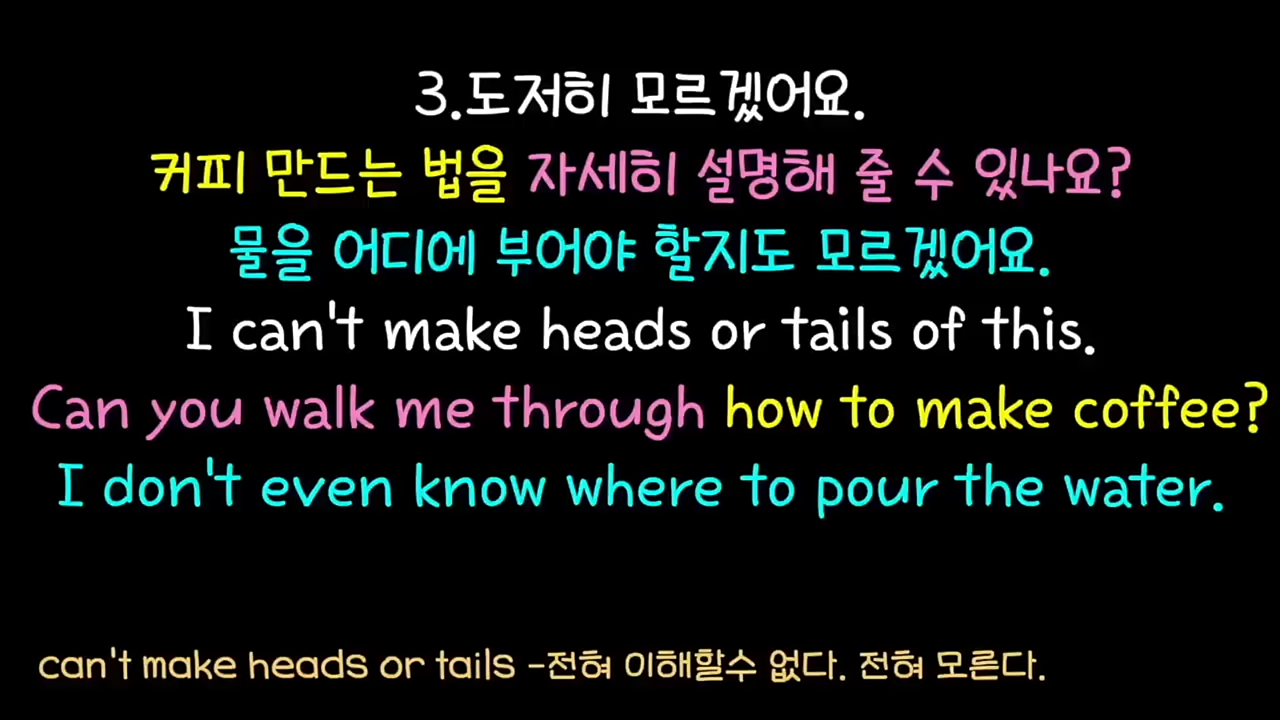 3.도저히 모르겠어요.
커피 만드는 법을 자세히 설명해 줄 수 있나요?
물을 어디에 부어야 할지도 모르겠어요.
I can't make heads or tails of this.
Can you walk me through how to make coffee?
I don't even know where to pour the water.
can't make heads or tails -전혀 이해할수 없다. 전혀 모른다.